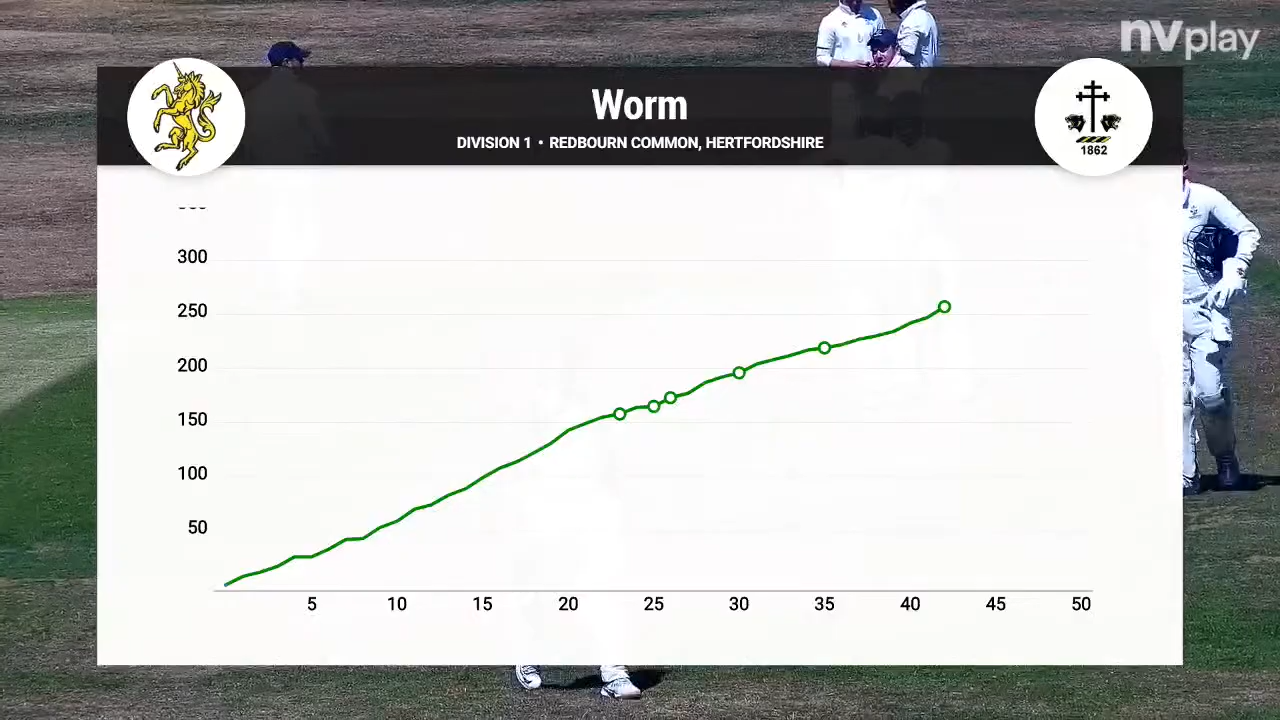 nvplay
Worm
DIVISION 1 • REDBOURN COMMON, HERTFORDSHIRE
1862
300
250
200
150
100
50
5 10 15 20 25 30 35 40 45 50